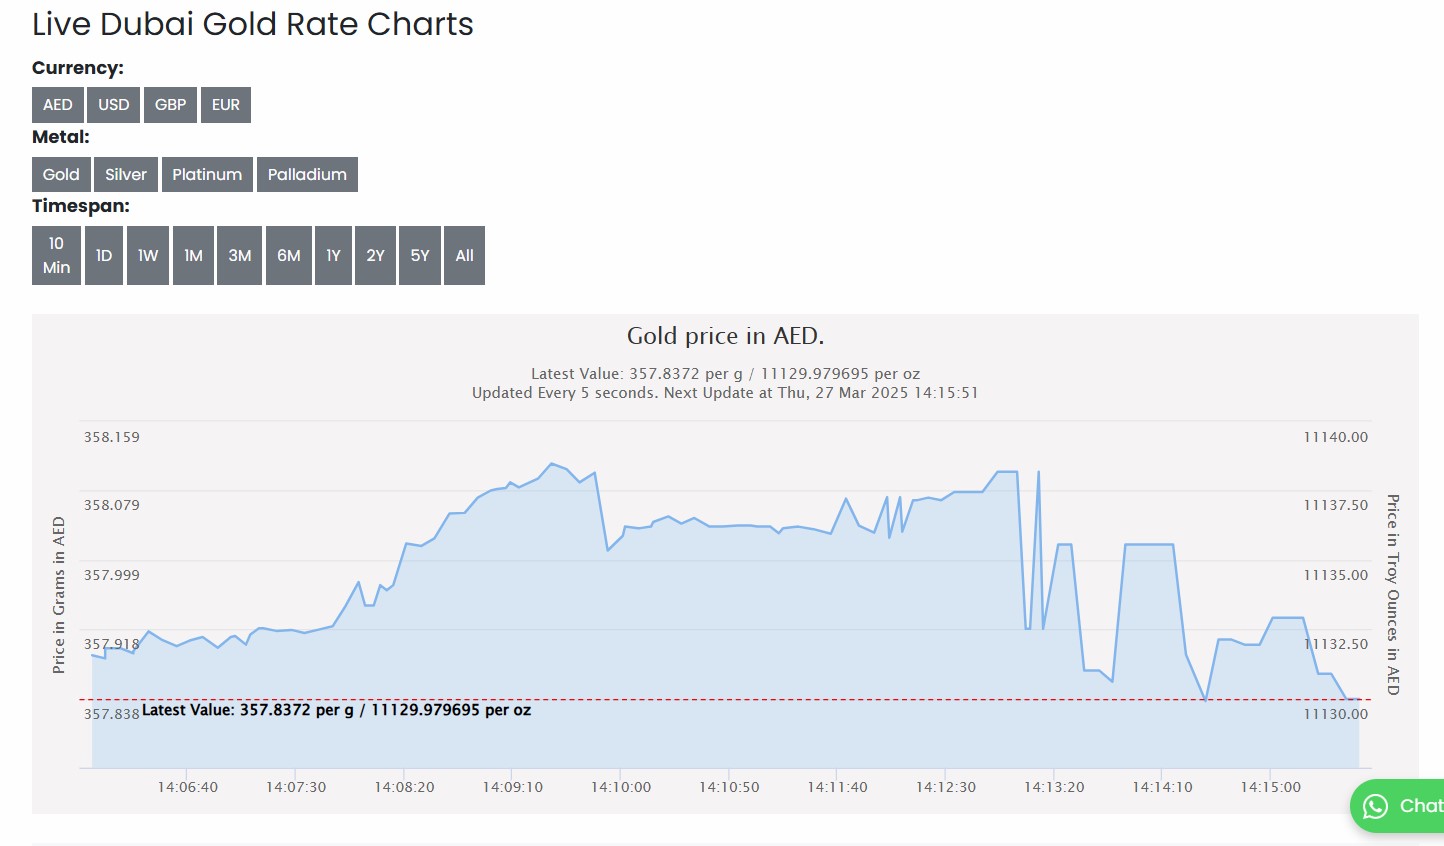 Live Dubai Gold Rate Charts
Currency:
AED USD GBP EUR
Metal:
Gold Silver Platinum Palladium
Timespan:
10 Min 1D 1W 1M 3M 6M 1Y 2Y 5Y All
Gold price in AED.
Latest Value: 357.8372 per g / 11129.979695 per oz
Updated Every 5 seconds. Next Update at Thu, 27 Mar 2025 14:15:51
Price in Grams in AED
358.159
358.079
357.999
357.918
357.838
Latest Value: 357.8372 per g / 11129.979695 per oz
11140.00
11137.50
11135.00
11132.50
11130.00
Price in Troy Ounces in AED
14:06:40 14:07:30 14:08:20 14:09:10 14:10:00 14:10:50 14:11:40 14:12:30 14:13:20 14:14:10 14:15:00
Chat